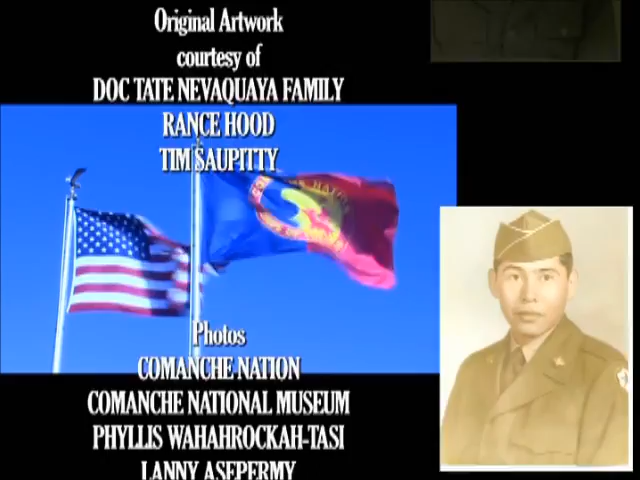 Original Artwork
courtesy of
DOC TATE NEVAQUAYA FAMILY
RANCE HOOD
TIM SAUPITTY
Photos
COMANCHE NATION
COMANCHE NATIONAL MUSEUM
PHYLLIS WAHAHROCKAH-TASI
LANNY ASEPERMY